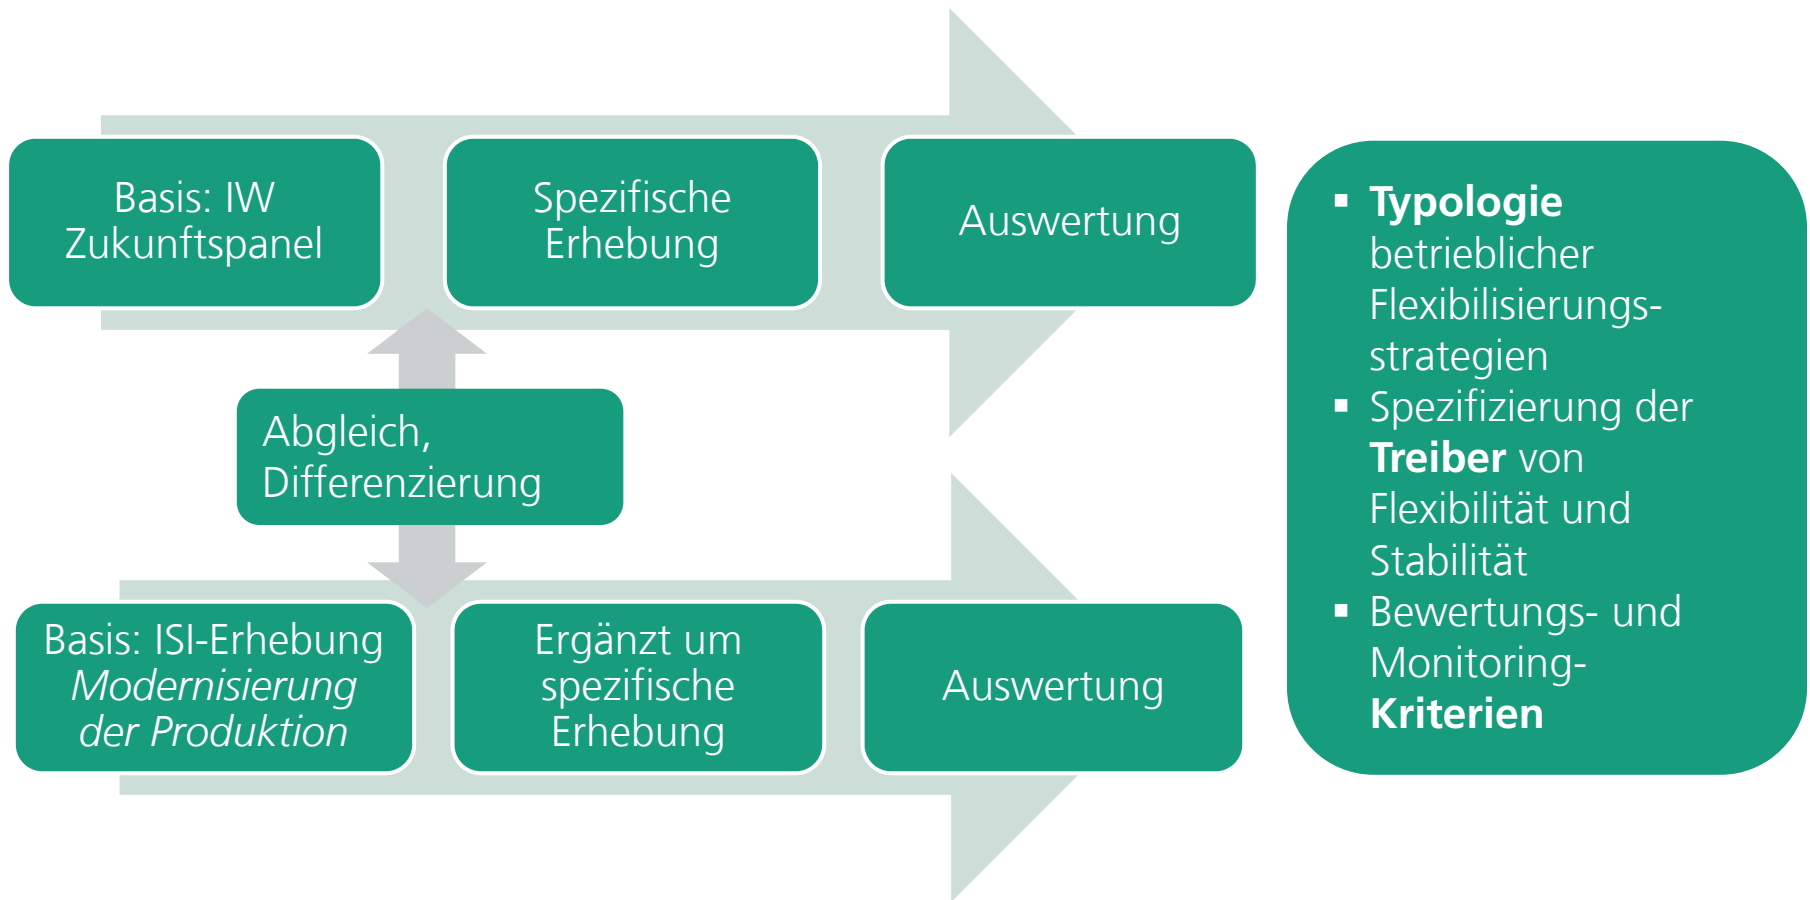 Basis: IW
Zukunftspanel
Spezifische
Erhebung
Auswertung
Abgleich,
Differenzierung
Basis: ISI-Erhebung
Modernisierung
der Produktion
Ergänzt um
spezifische
Erhebung
Auswertung
▪ Typologie
betrieblicher
Flexibilisierungs-
strategien
▪ Spezifizierung der
Treiber von
Flexibilität und
Stabilität
▪ Bewertungs- und
Monitoring-
Kriterien